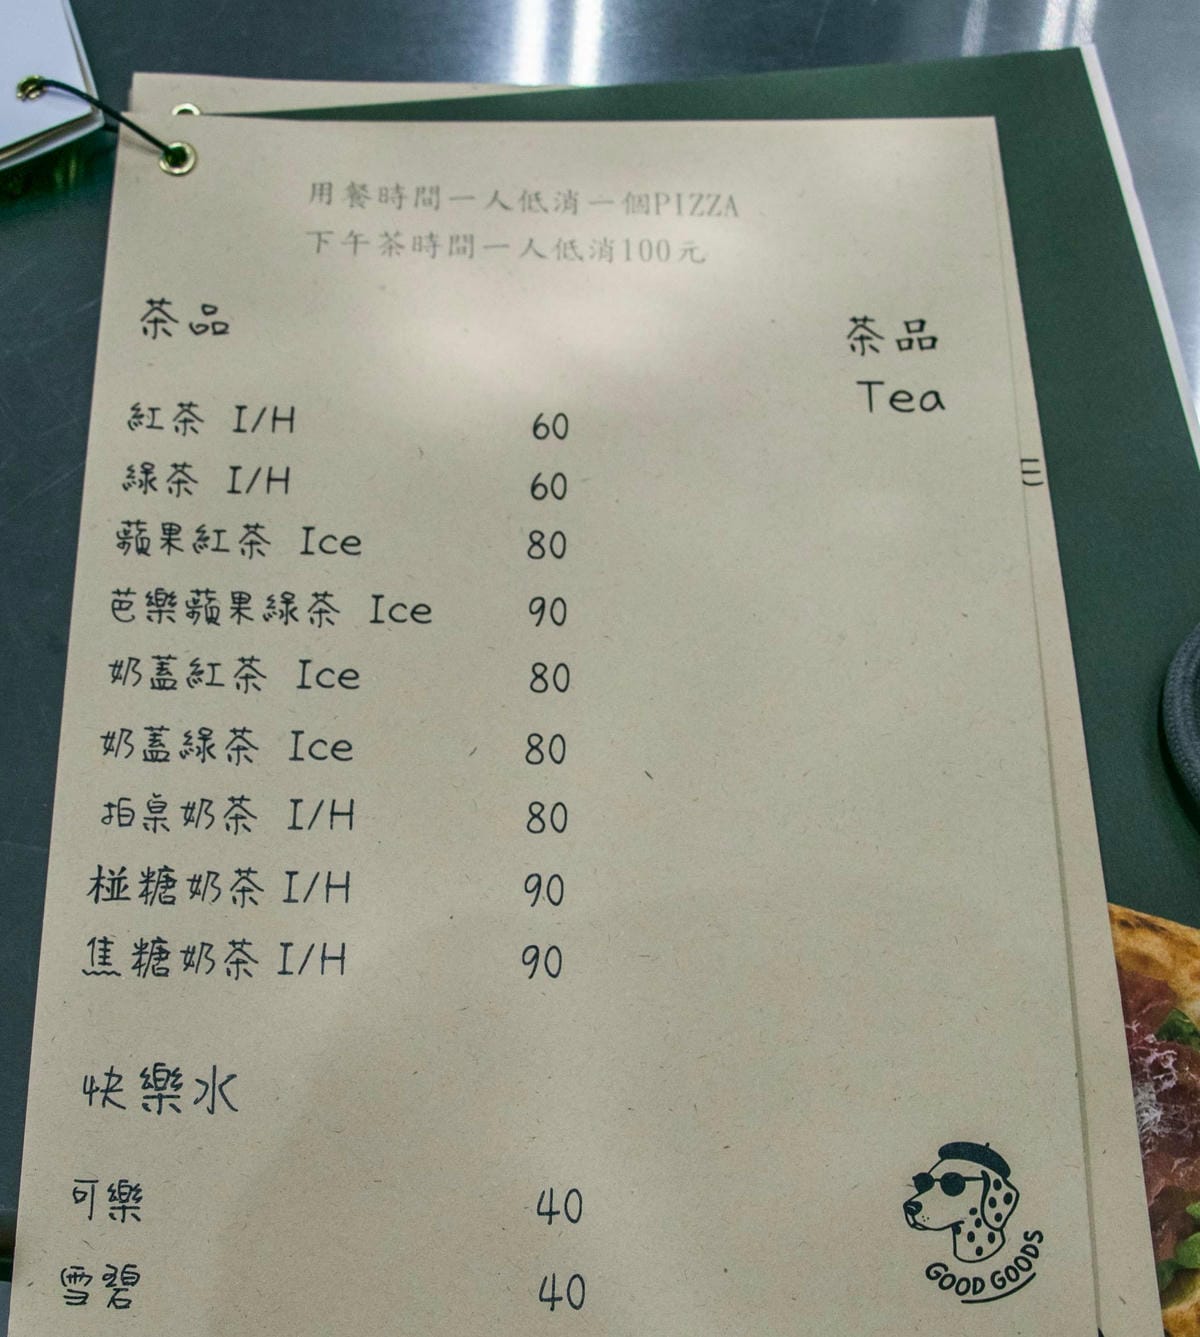 用餐時間一人低消一個PIZZA
下午茶時間一人低消100元
茶品
茶品
Tea
紅茶 I/H 60
綠茶 I/H 60
蘋果紅茶 Ice 80
芭樂蘋果綠茶 Ice 90
奶蓋紅茶 Ice 80
奶蓋綠茶 Ice 80
拍桌奶茶 I/H 80
椪糖奶茶 I/H 90
焦糖奶茶 I/H 90
快樂水
可樂 40
雪碧 40
GOOD GOODS